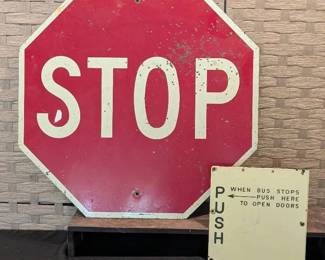 STOP
PUSH
WHEN BUS STOPS
PUSH HERE
TO OPEN DOORS